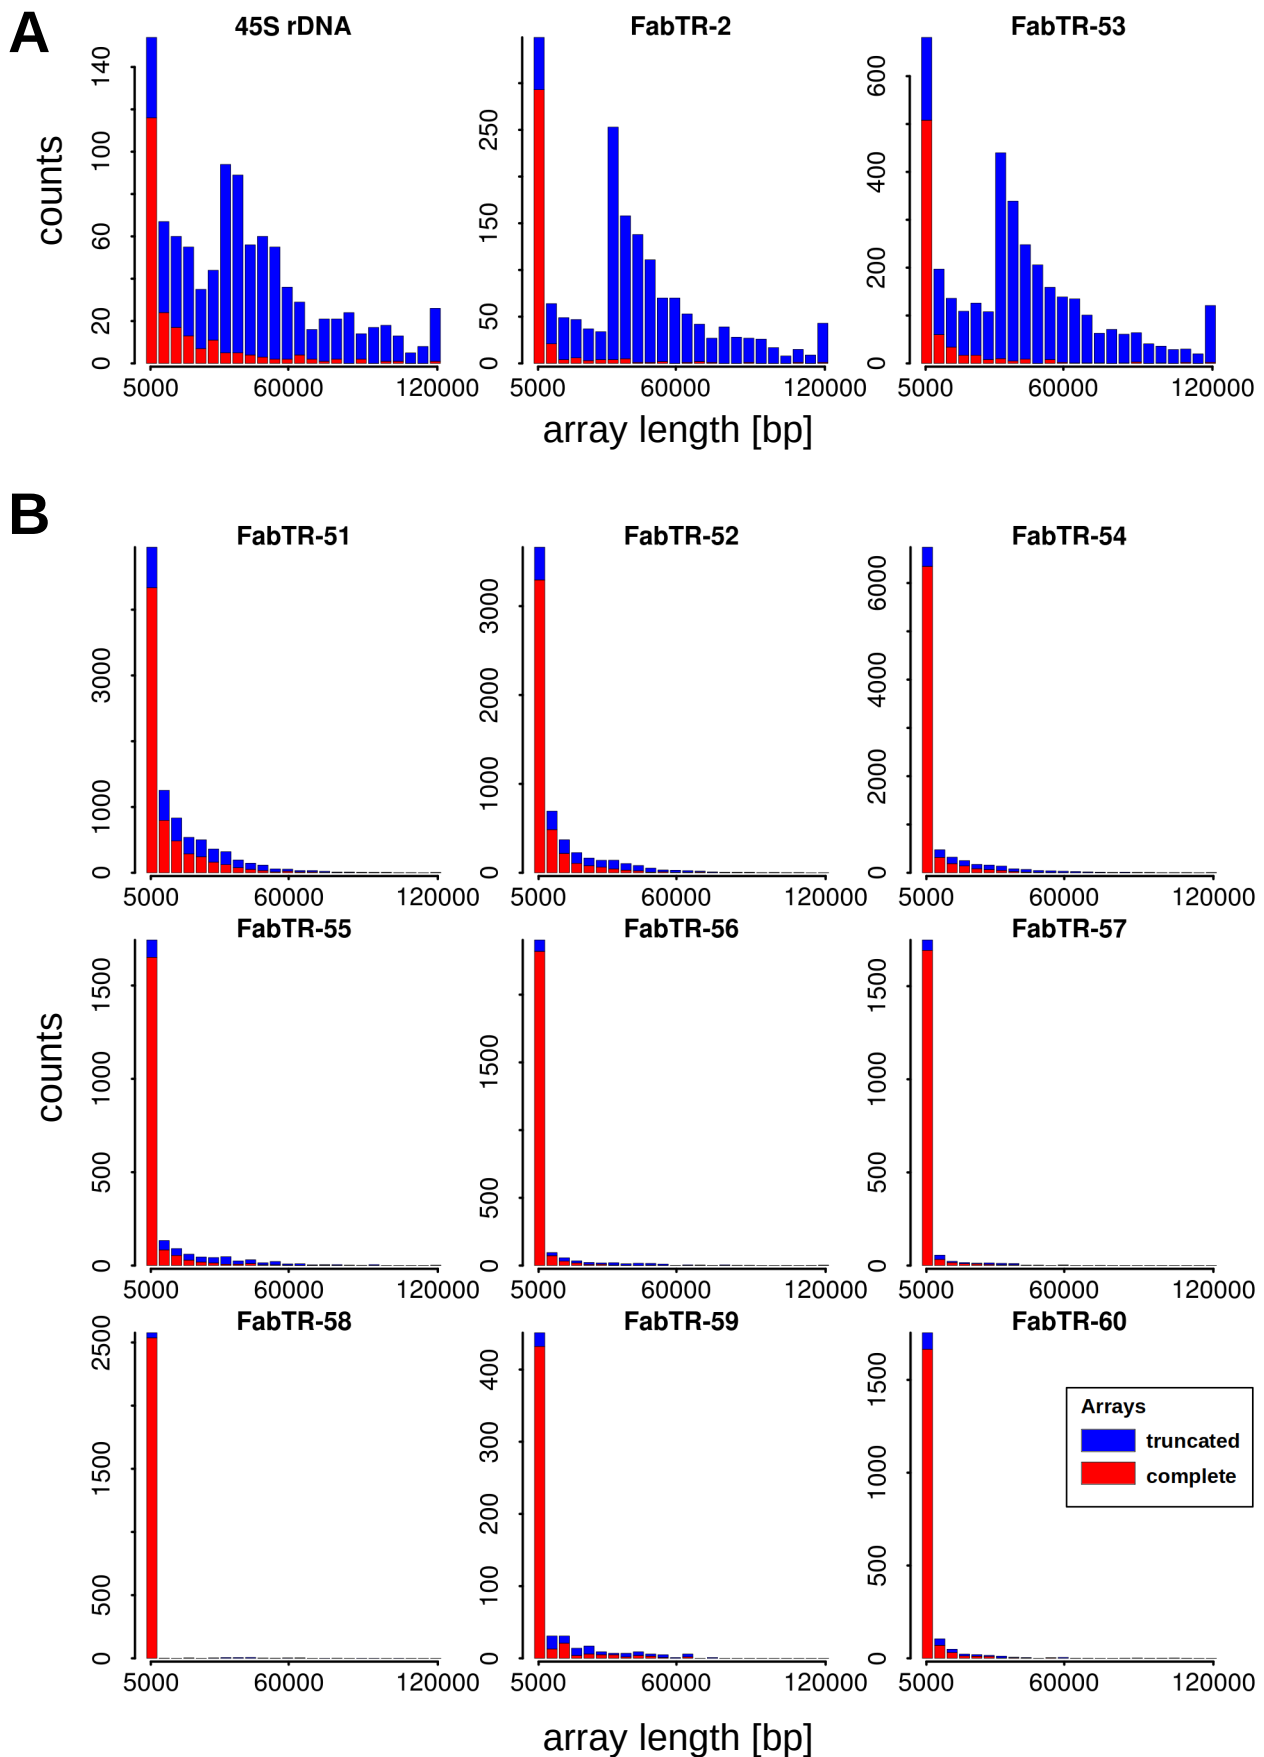 A
45S rDNA
FabTR-2
FabTR-53
counts
0 20 60 100 140
5000 60000 120000
0 50 150 250
5000 60000 120000
0 200 400 600
5000 60000 120000
array length [bp]
B
FabTR-51
FabTR-52
FabTR-54
0 1000 3000
5000 60000 120000
0 1000 2000 3000
5000 60000 120000
0 2000 4000 6000
5000 60000 120000
FabTR-55
FabTR-56
FabTR-57
counts
0 500 1000 1500
5000 60000 120000
0 500 1500
5000 60000 120000
0 500 1000 1500
5000 60000 120000
FabTR-58
FabTR-59
FabTR-60
0 500 1500 2500
5000 60000 120000
0 100 200 300 400
5000 60000 120000
0 500 1000 1500
5000 60000 120000
Arrays
truncated
complete
array length [bp]